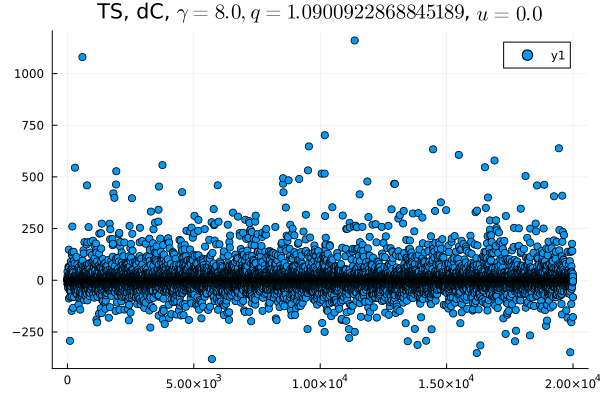 TS, dC, γ = 8.0, q = 1.0900922868845189, u = 0.0
y1
1000
750
500
250
0
−250
0 5.00×10³ 1.00×10⁴ 1.50×10⁴ 2.00×10⁴